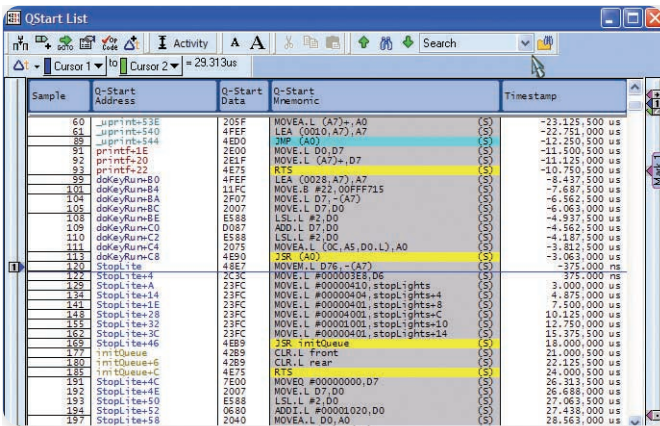 QStart List
GOTO Code Activity A A Search
Cursor 1 to Cursor 2 = 29.313us
Sample Q-Start Address Q-Start Data Q-Start Mnemonic Timestamp
60 _uprint+53E 205F MOVEA.L (A7)+,A0 (S) -23.125,500 us
61 _uprint+540 4FEF LEA (0010,A7),A7 (S) -22.751,000 us
89 _uprint+544 4ED0 JMP (A0) (S) -12.250,000 us
91 printf+1E 2E00 MOVE.L D0,D7 (S) -11.500,500 us
92 printf+20 2E1F MOVE.L (A7)+,D7 (S) -11.125,000 us
93 printf+22 4E75 RTS (S) -10.750,000 us
99 doKeyRun+B0 4FEF LEA (0028,A7),A7 (S) -8.437,500 us
101 doKeyRun+B4 11FC MOVE.B #22,00FFF715 (S) -7.687,500 us
104 doKeyRun+BA 2F07 MOVE.L D7,-(A7) (S) -6.562,500 us
105 doKeyRun+BC 2007 MOVE.L D7,D0 (S) -6.063,000 us
108 doKeyRun+BE E588 LSL.L #2,D0 (S) -4.937,500 us
109 doKeyRun+C0 D087 ADD.L D7,D0 (S) -4.562,500 us
110 doKeyRun+C2 E588 LSL.L #2,D0 (S) -4.187,500 us
111 doKeyRun+C4 2075 MOVEA.L (0C,A5,D0.L),A0 (S) -3.812,500 us
113 doKeyRun+C8 4E90 JSR (A0) (S) -3.063,000 us
1 120 StopLite 48E7 MOVEM.L D76,-(A7) (S) -375.000 ns
122 StopLite+4 2C3C MOVE.L #000003E8,D6 (S) 375.000 ns
129 StopLite+A 23FC MOVE.L #00000410,stopLights (S) 3.000,000 us
134 StopLite+14 23FC MOVE.L #00000404,stopLights+4 (S) 4.875,000 us
141 StopLite+1E 23FC MOVE.L #00000401,stopLights+8 (S) 7.500,000 us
148 StopLite+28 23FC MOVE.L #00004001,stopLights+C (S) 10.125,000 us
155 StopLite+32 23FC MOVE.L #00001001,stopLights+10 (S) 12.750,000 us
162 StopLite+3C 23FC MOVE.L #00000401,stopLights+14 (S) 15.375,500 us
169 StopLite+46 4EB9 JSR initQueue (S) 18.000,000 us
177 initQueue 42B9 CLR.L front (S) 21.000,500 us
180 initQueue+6 42B9 CLR.L rear (S) 22.125,500 us
185 initQueue+C 4E75 RTS (S) 24.000,500 us
191 StopLite+4C 7E00 MOVEQ #00000000,D7 (S) 26.313,500 us
192 StopLite+4E 2007 MOVE.L D7,D0 (S) 26.688,000 us
193 StopLite+50 E588 LSL.L #2,D0 (S) 27.063,500 us
194 StopLite+52 0680 ADDI.L #00001020,D0 (S) 27.438,000 us
197 StopLite+58 2040 MOVEA.L D0,A0 (S) 28.563,000 us